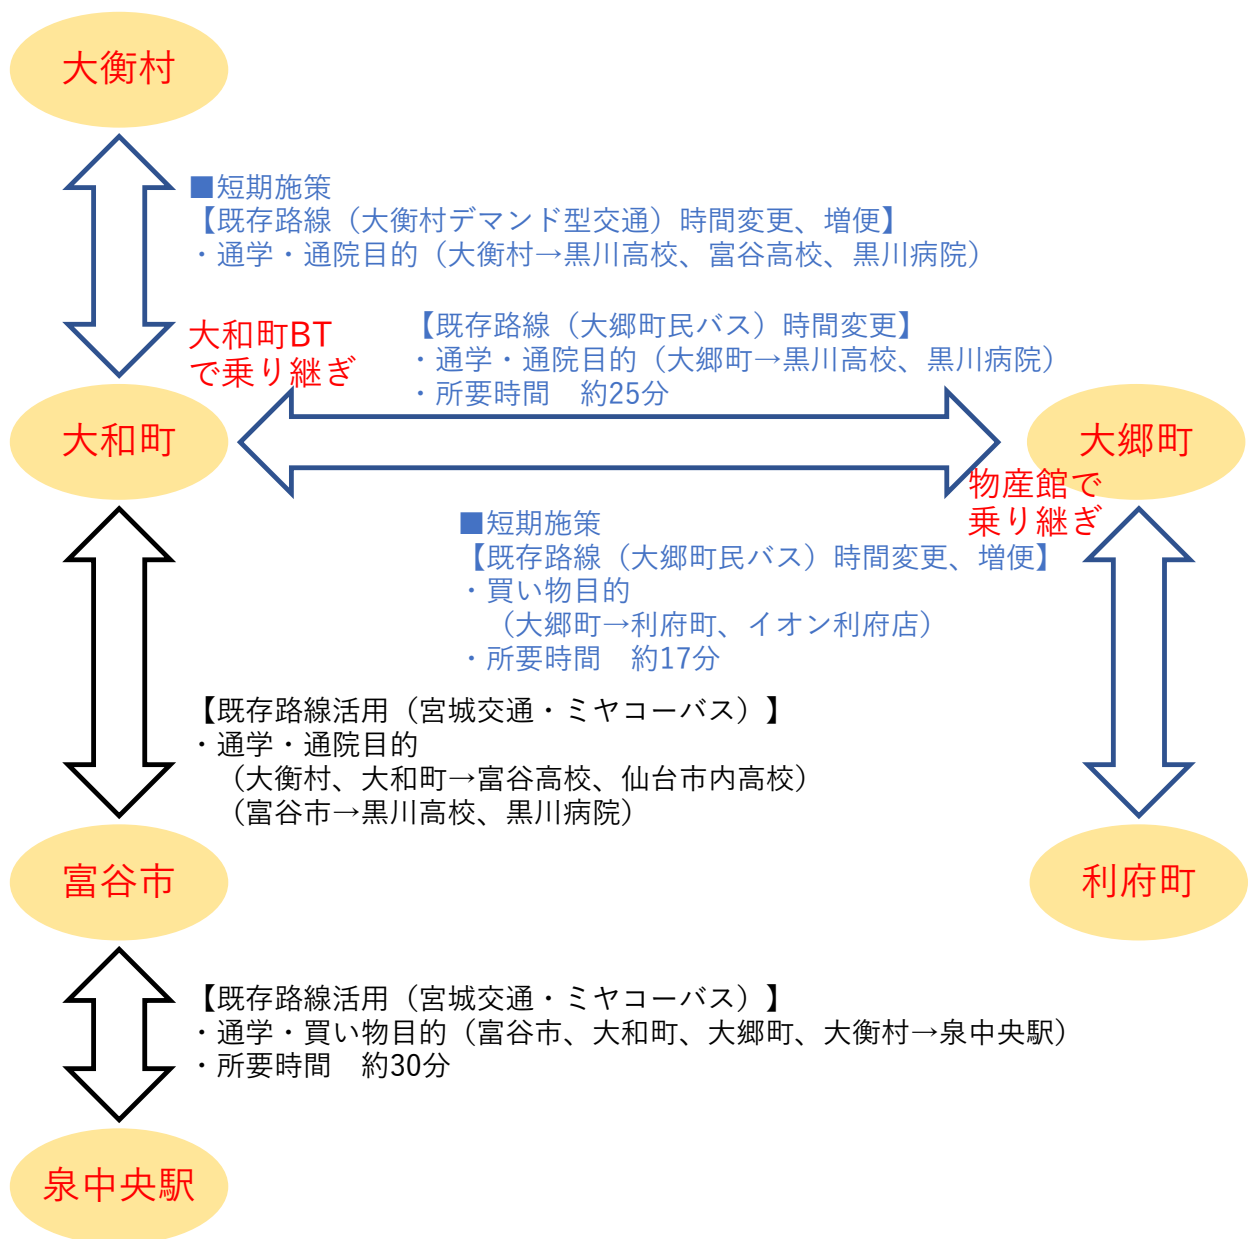 大衡村
■短期施策
【既存路線（大衡村デマンド型交通）時間変更、増便】
・通学・通院目的（大衡村→黒川高校、富谷高校、黒川病院）
大和町BT
で乗り継ぎ
【既存路線（大郷町民バス）時間変更】
・通学・通院目的（大郷町→黒川高校、黒川病院）
・所要時間　約25分
大和町
大郷町
物産館で
乗り継ぎ
■短期施策
【既存路線（大郷町民バス）時間変更、増便】
・買い物目的
（大郷町→利府町、イオン利府店）
・所要時間　約17分
【既存路線活用（宮城交通・ミヤコーバス）】
・通学・通院目的
（大衡村、大和町→富谷高校、仙台市内高校）
（富谷市→黒川高校、黒川病院）
富谷市
利府町
【既存路線活用（宮城交通・ミヤコーバス）】
・通学・買い物目的（富谷市、大和町、大郷町、大衡村→泉中央駅）
・所要時間　約30分
泉中央駅